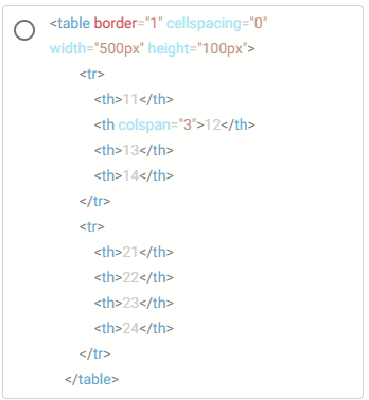 <table border="1" cellspacing="0"
width="500px" height="100px">
<tr>
<th>11</th>
<th colspan="3">12</th>
<th>13</th>
<th>14</th>
</tr>
<tr>
<th>21</th>
<th>22</th>
<th>23</th>
<th>24</th>
</tr>
</table>